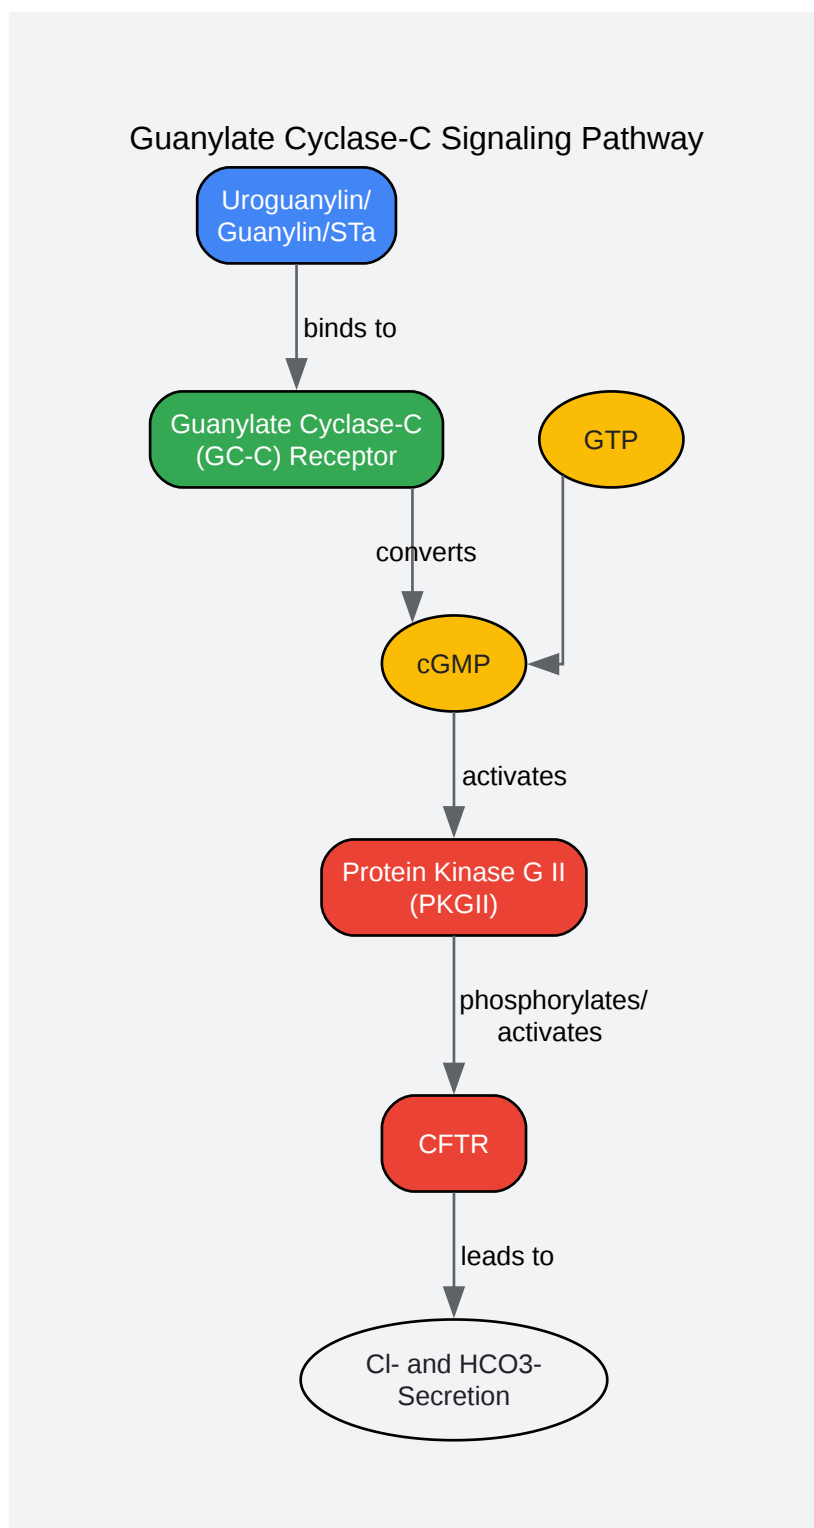 Guanylate Cyclase-C Signaling Pathway
Uroguanylin/
Guanylin/STa
binds to
Guanylate Cyclase-C
(GC-C) Receptor
GTP
converts
cGMP
activates
Protein Kinase G II
(PKGII)
phosphorylates/
activates
CFTR
leads to
Cl- and HCO3-
Secretion